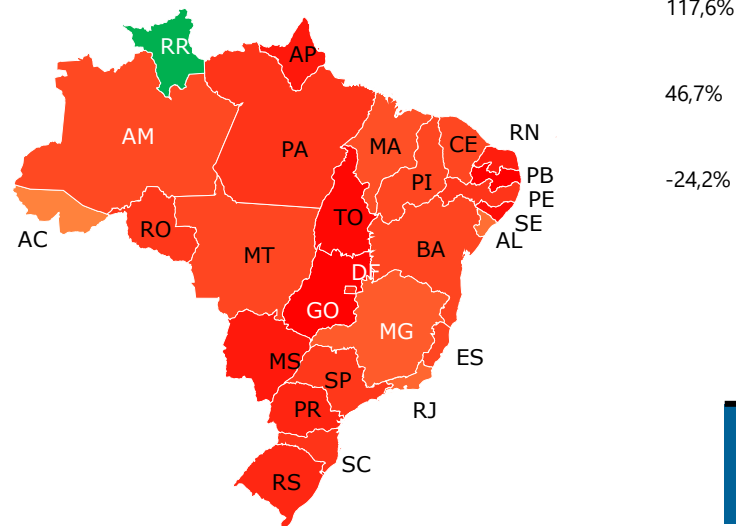 117,6%
RR
AP
46,7%
RN
AM
PA
MA
CE
PB
PI
-24,2%
PE
TO
SE
AC
RO
AL
MT
BA
DF
GO
MG
MS
ES
SP
PR
RJ
SC
RS